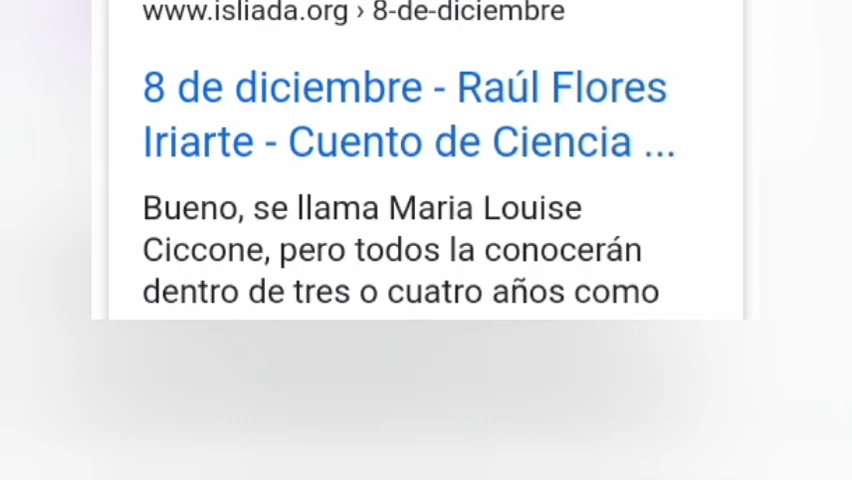 www.isliada.org › 8-de-diciembre
8 de diciembre - Raúl Flores
Iriarte - Cuento de Ciencia ...
Bueno, se llama Maria Louise
Ciccone, pero todos la conocerán
dentro de tres o cuatro años como